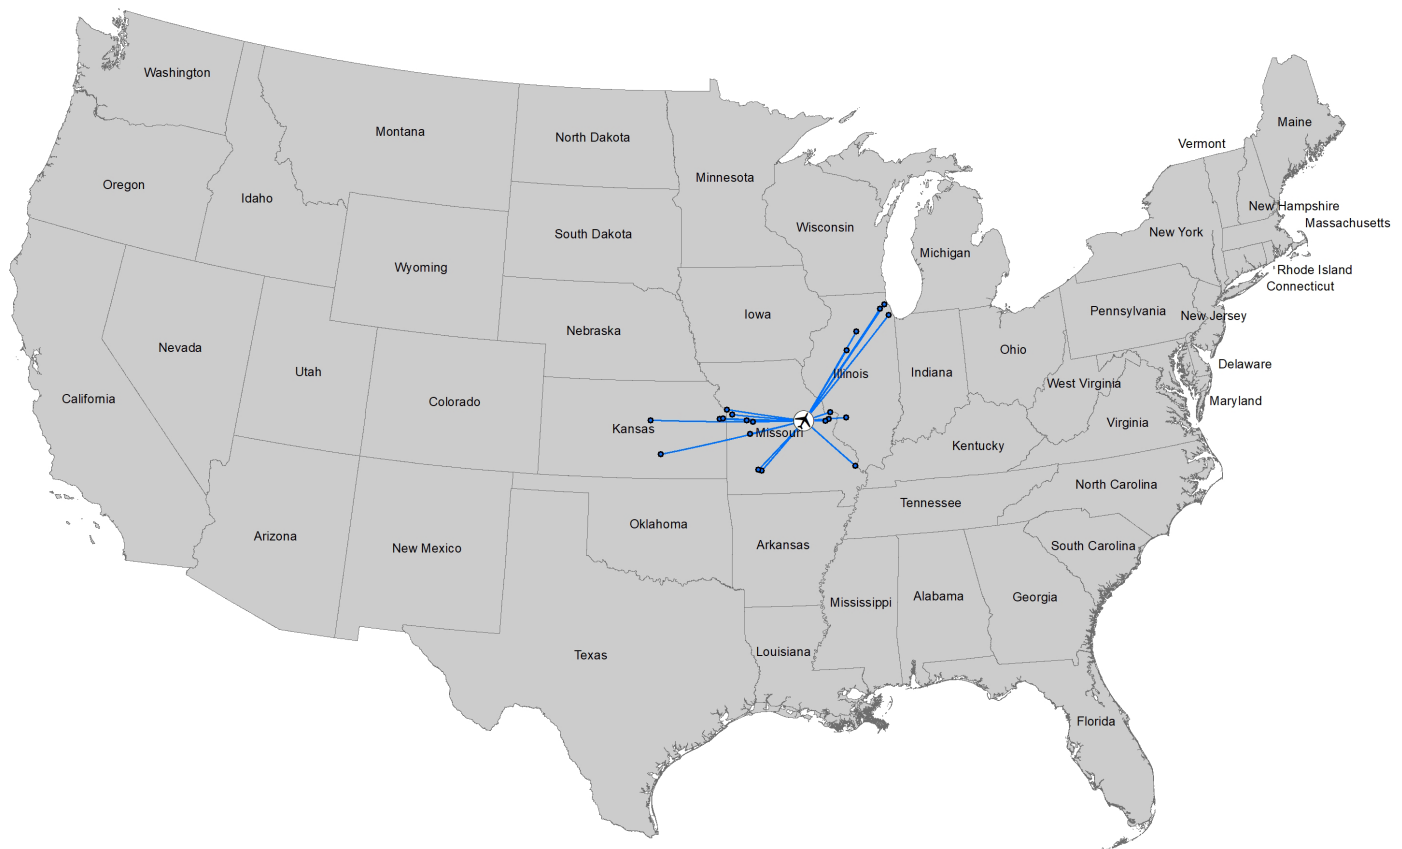 Washington
Montana
North Dakota
Minnesota
Maine
Vermont
Oregon
Idaho
New Hampshire
Massachusetts
Wisconsin
New York
South Dakota
Michigan
Wyoming
Rhode Island
Connecticut
Iowa
Pennsylvania
New Jersey
Nebraska
Nevada
Ohio
Utah
Illinois
Indiana
Delaware
West Virginia
California
Colorado
Maryland
Kansas
Missouri
Virginia
Kentucky
North Carolina
Tennessee
Oklahoma
Arizona
New Mexico
Arkansas
South Carolina
Mississippi
Alabama
Georgia
Texas
Louisiana
Florida